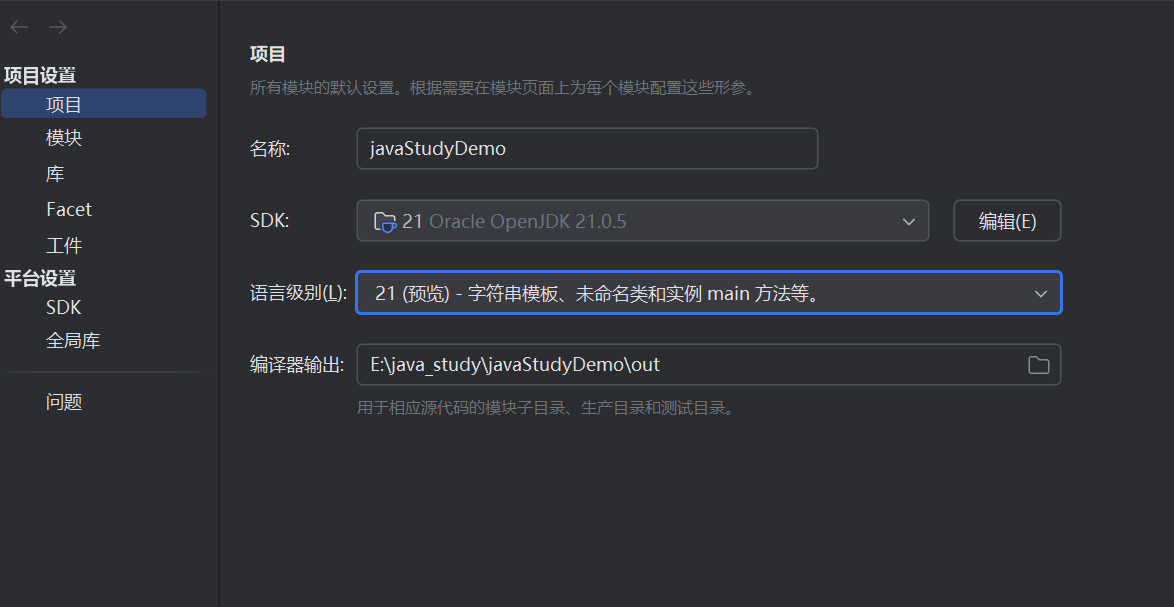 项目设置
项目
模块
库
Facet
工件
平台设置
SDK
全局库
问题
项目
所有模块的默认设置。根据需要在模块页面上为每个模块配置这些形参。
名称: javaStudyDemo
SDK: 21 Oracle OpenJDK 21.0.5 编辑(E)
语言级别(L): 21 (预览) - 字符串模板、未命名类和实例 main 方法等。
编译器输出: E:\java_study\javaStudyDemo\out
用于相应源代码的模块子目录、生产目录和测试目录。